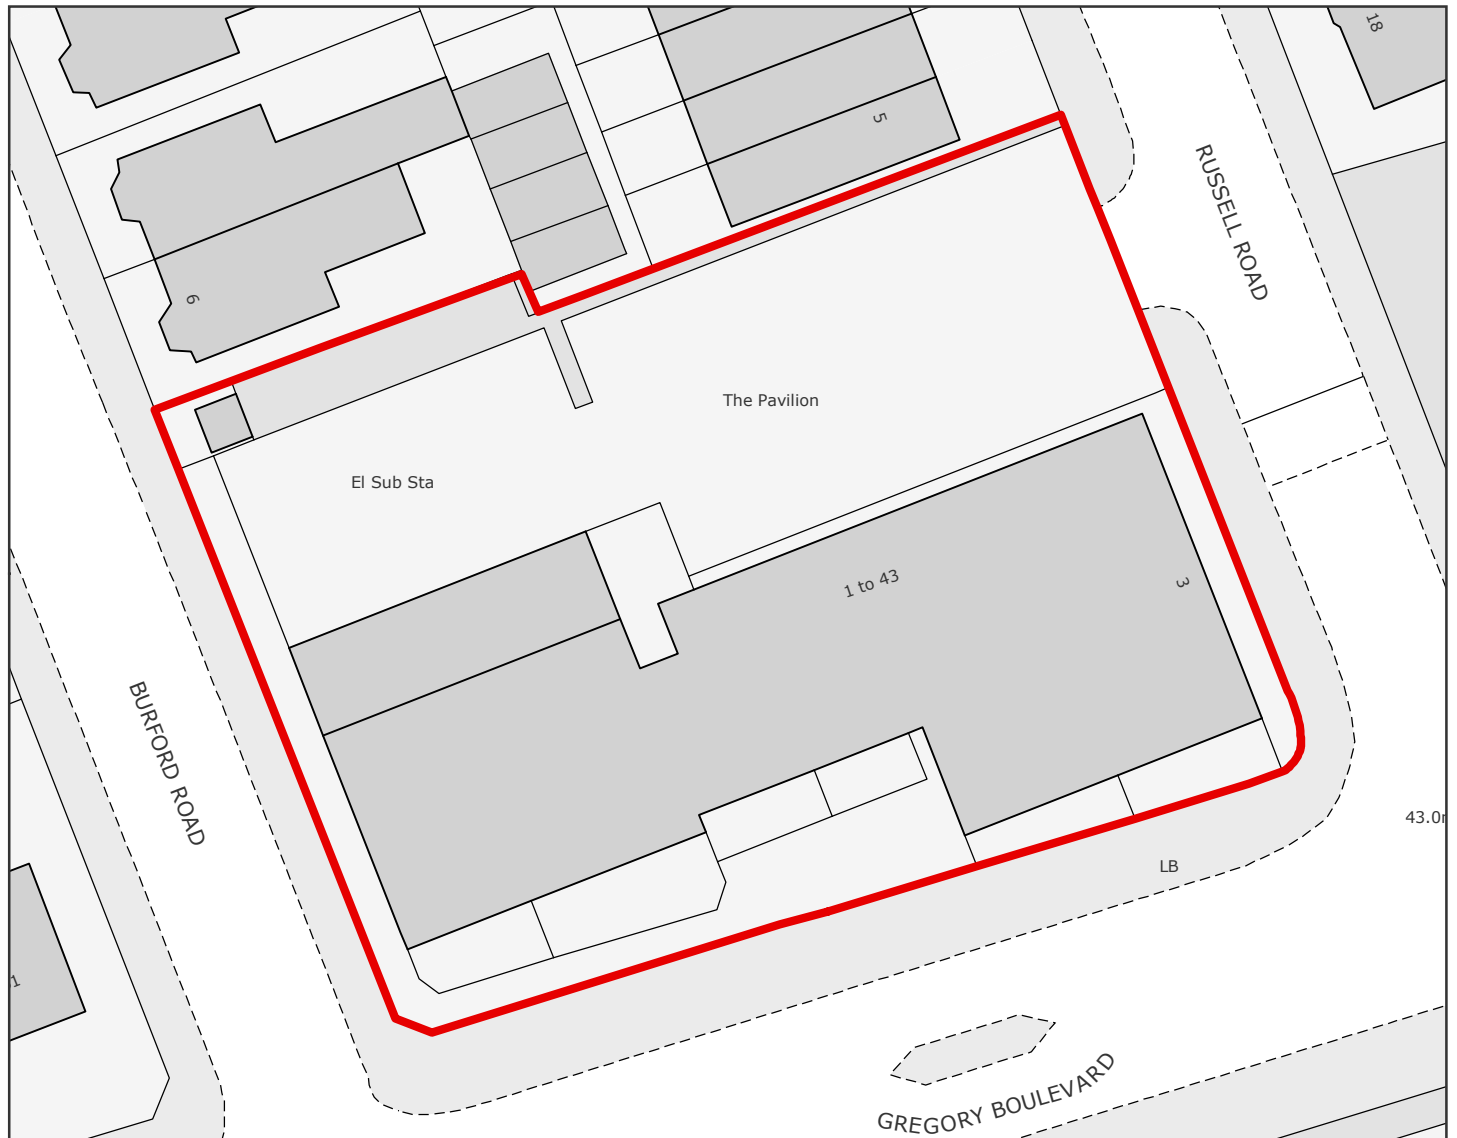 18
5
RUSSELL ROAD
6
The Pavilion
El Sub Sta
1 to 43
3
BURFORD ROAD
43.0
LB
1
GREGORY BOULEVARD